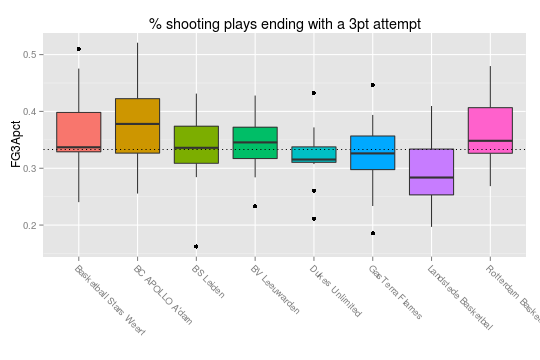 % shooting plays ending with a 3pt attempt
FG3Apct
0.5
0.4
0.3
0.2
Basketball Stars Weert
BC APOLLO A'dam
BS Leiden
BV Leeuwarden
Dukes Unlimited
GasTerra Flames
Landstede Basketbal
Rotterdam Baske